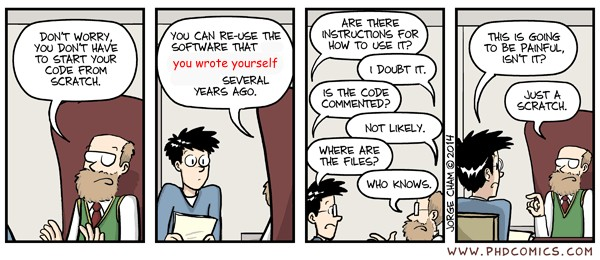 DON'T WORRY,
YOU DON'T HAVE
TO START YOUR
CODE FROM
SCRATCH.
YOU CAN RE-USE THE
SOFTWARE THAT
you wrote yourself
SEVERAL
YEARS AGO.
ARE THERE
INSTRUCTIONS FOR
HOW TO USE IT?
I DOUBT IT.
IS THE CODE
COMMENTED?
NOT LIKELY.
WHERE ARE
THE FILES?
WHO KNOWS.
JORGE CHAM © 2014
THIS IS GOING
TO BE PAINFUL,
ISN'T IT?
JUST A
SCRATCH.
WWW.PHDCOMICS.COM